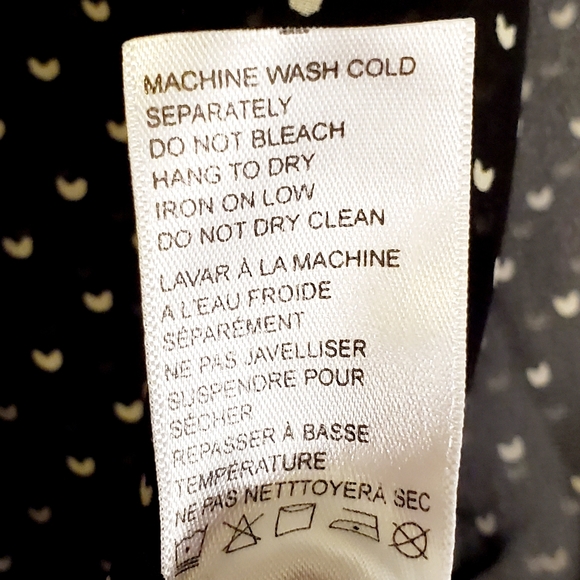 MACHINE WASH COLD
SEPARATELY
DO NOT BLEACH
HANG TO DRY
IRON ON LOW
DO NOT DRY CLEAN
LAVAR À LA MACHINE
A L'EAU FROIDE
SÉPARÉMENT
NE PAS JAVELLISER
SUSPENDRE POUR
SÉCHER
REPASSER À BASSE
TEMPÉRATURE
NE PAS NETTTOYERÀ SEC